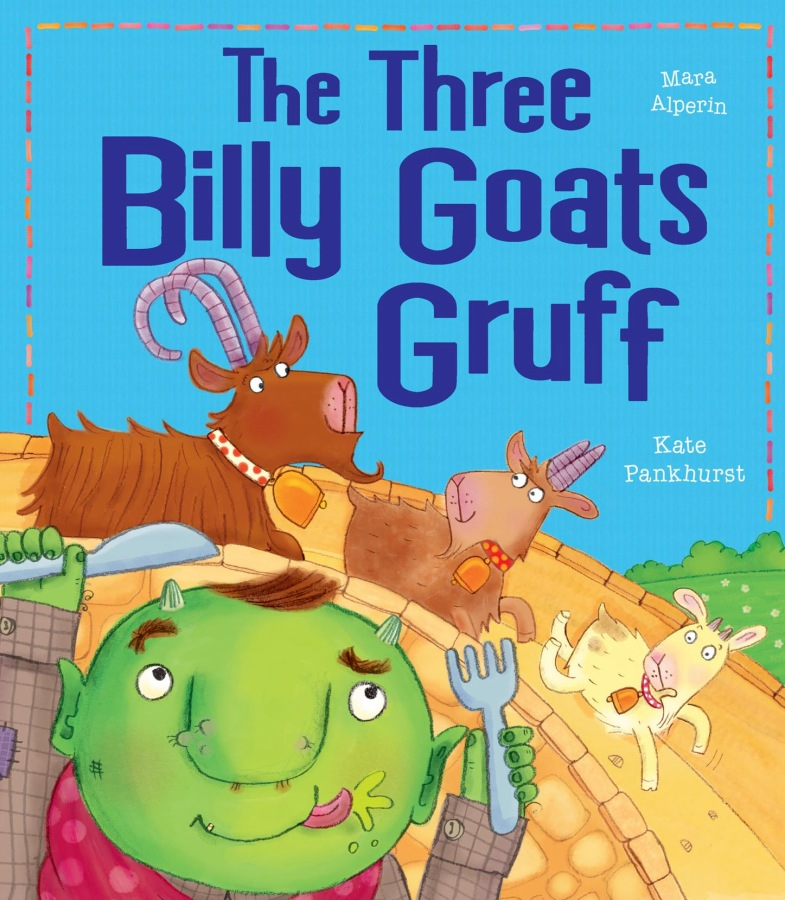 The Three
Mara
Alperin
Billy Goats
Gruff
Kate
Pankhurst